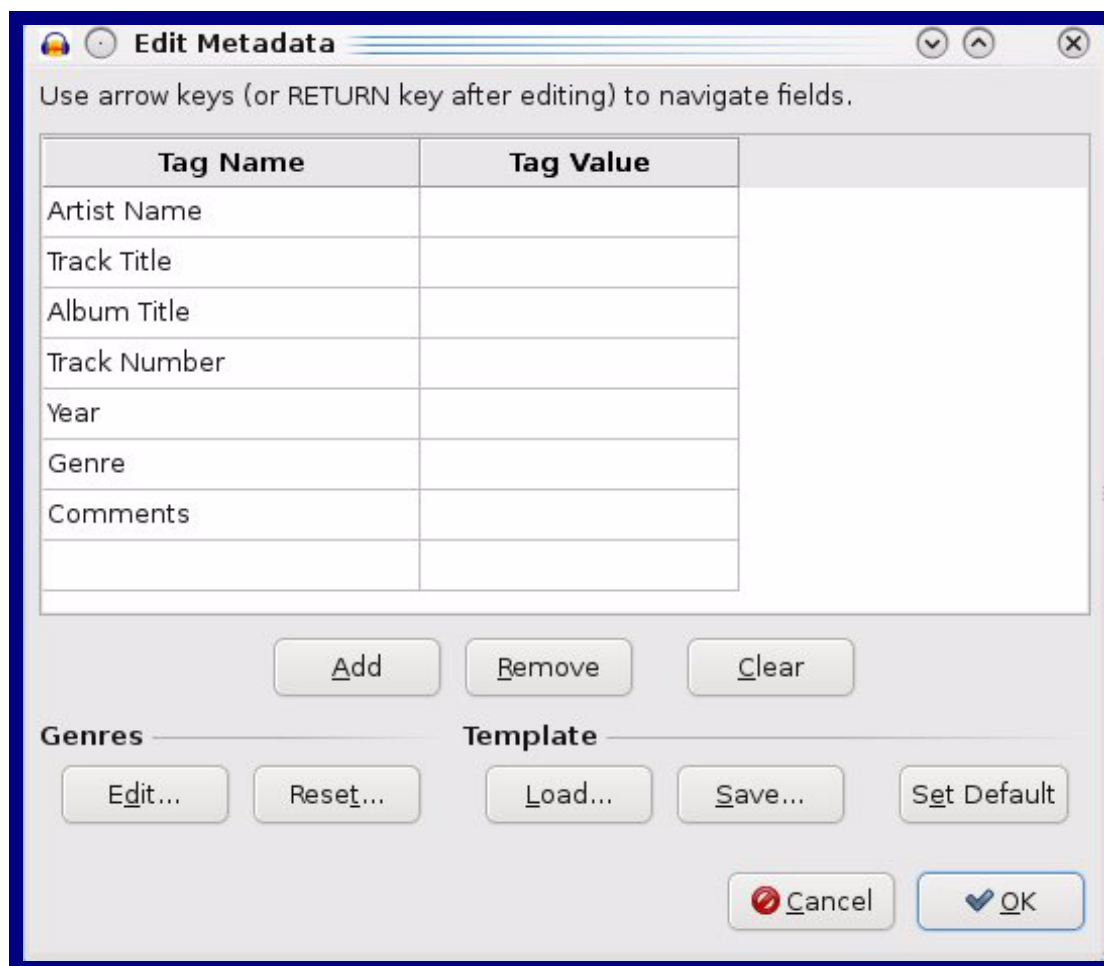 Edit Metadata
Use arrow keys (or RETURN key after editing) to navigate fields.
Tag Name Tag Value
Artist Name
Track Title
Album Title
Track Number
Year
Genre
Comments
Add Remove Clear
Genres Template
Edit... Reset... Load... Save... Set Default
Cancel OK